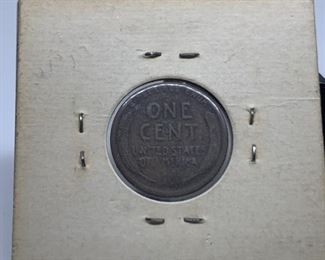 ONE
CENT
UNITED STATES
OF AMERICA